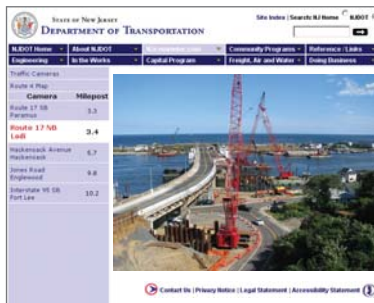 STATE OF NEW JERSEY
DEPARTMENT OF TRANSPORTATION
Site Index | Search: NJ Home NJDOT
NJDOT Home
About NJDOT
Community Programs
Reference / Links
Engineering
In the Works
Capital Program
Freight, Air and Water
Doing Business
Traffic Cameras
Route 4 Map
Camera Milepost
Route 17 SB
Paramus
3.3
Route 17 NB
Lodi
3.4
Hackensack Avenue
Hackensack
6.7
Jones Road
Englewood
9.8
Interstate 95 SB
Fort Lee
10.2
Contact Us | Privacy Notice | Legal Statement | Accessibility Statement